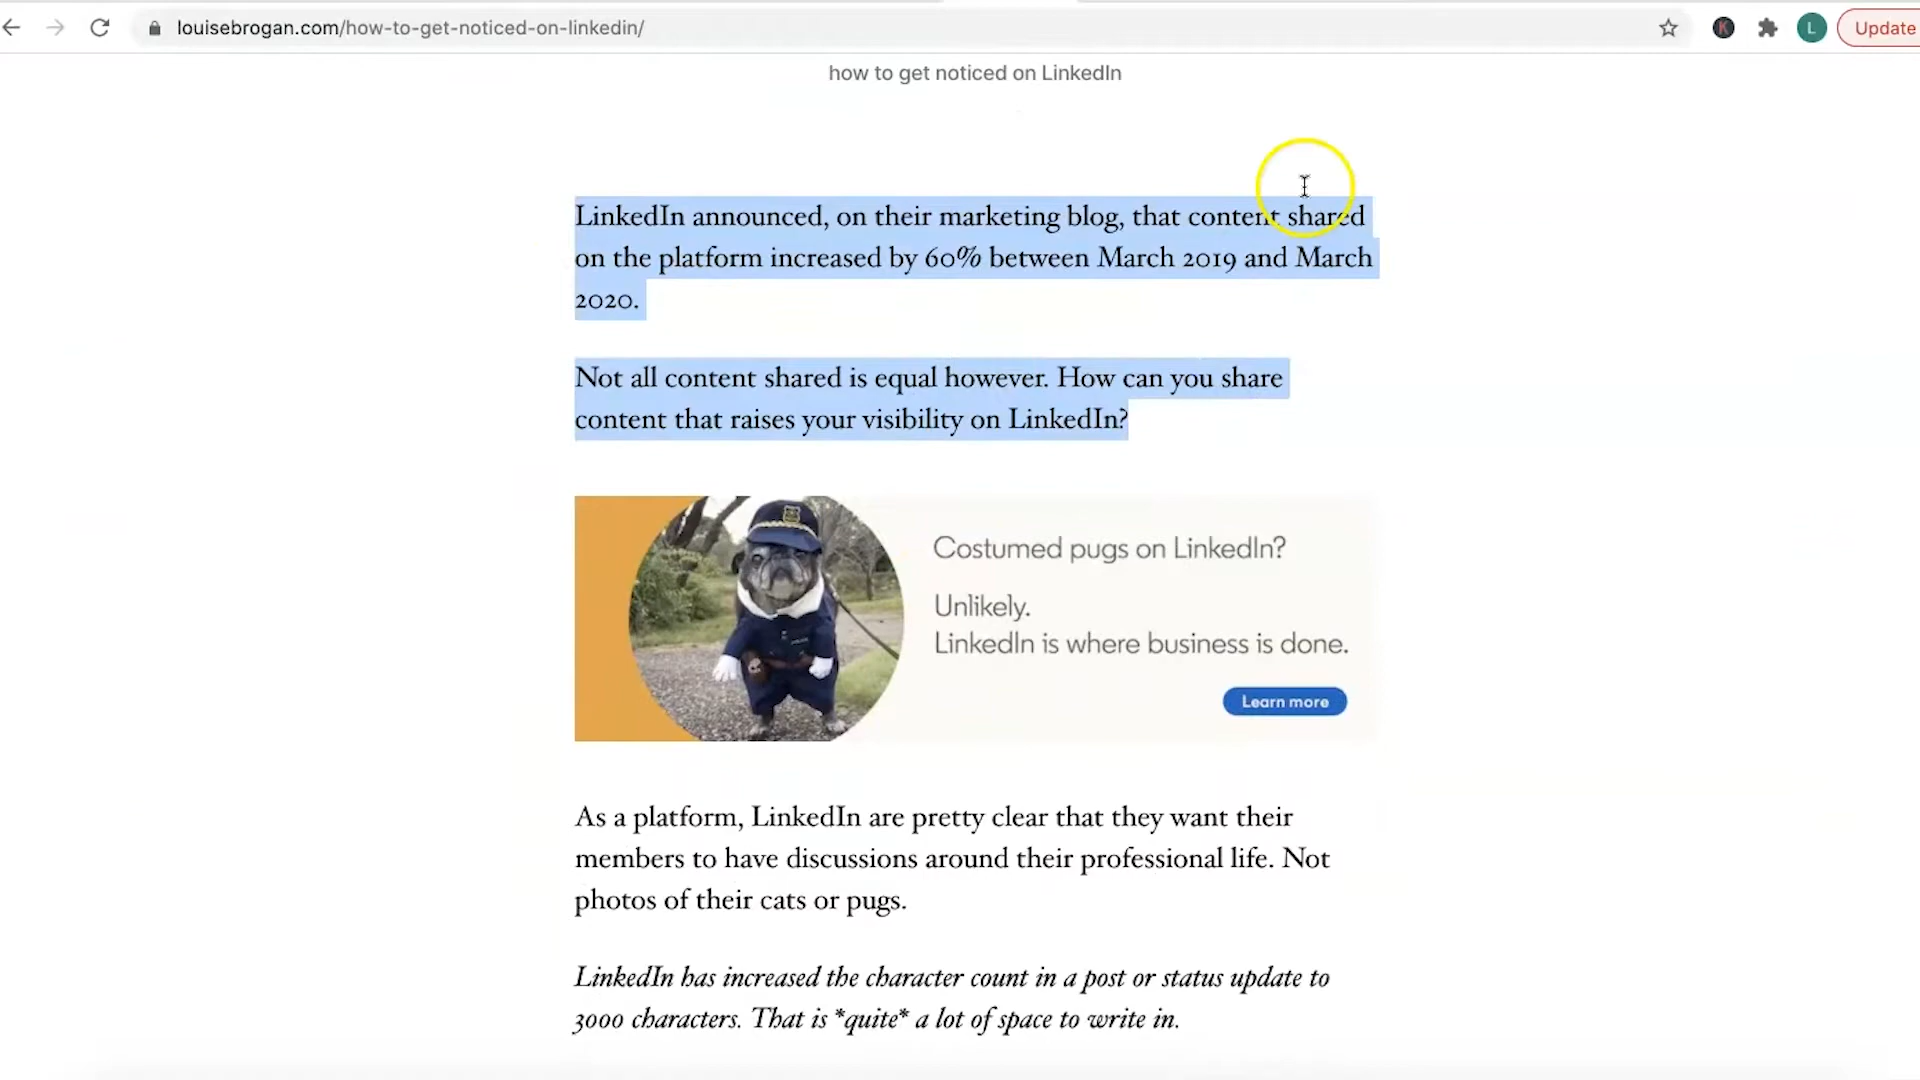 louisebrogan.com/how-to-get-noticed-on-linkedin/
K
L
Update
how to get noticed on LinkedIn
LinkedIn announced, on their marketing blog, that content shared
on the platform increased by 60% between March 2019 and March
2020.
Not all content shared is equal however. How can you share
content that raises your visibility on LinkedIn?
Costumed pugs on LinkedIn?
Unlikely.
LinkedIn is where business is done.
Learn more
As a platform, LinkedIn are pretty clear that they want their
members to have discussions around their professional life. Not
photos of their cats or pugs.
LinkedIn has increased the character count in a post or status update to
3000 characters. That is *quite* a lot of space to write in.